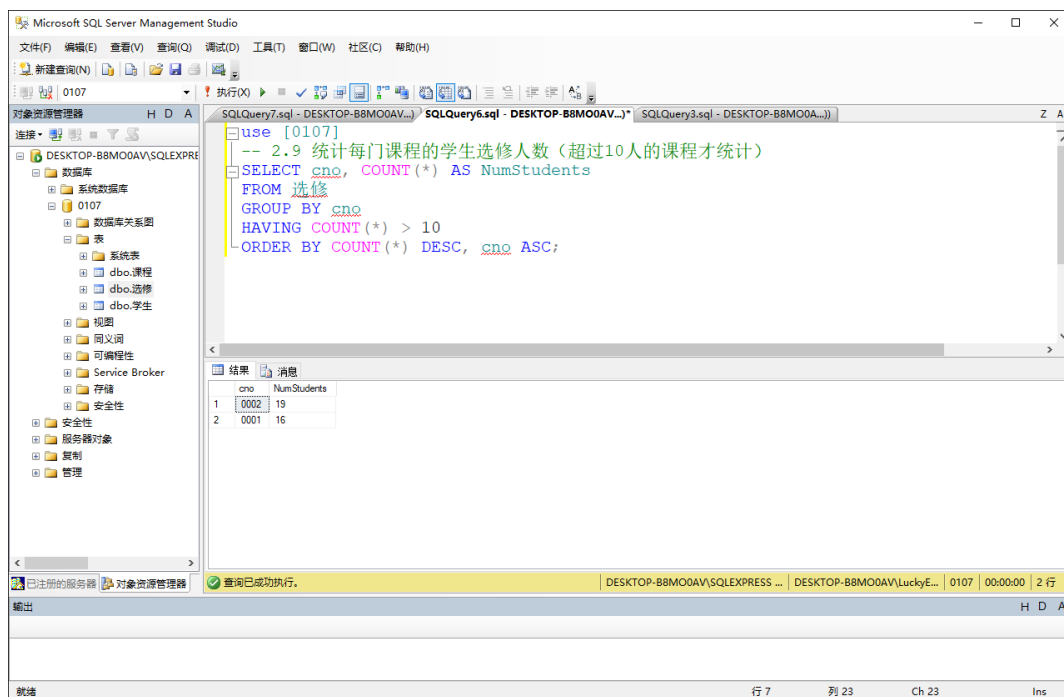 Microsoft SQL Server Management Studio
文件(F) 编辑(E) 查看(V) 查询(Q) 调试(D) 工具(T) 窗口(W) 社区(C) 帮助(H)
新建查询(N)
0107 执行(X)
对象资源管理器 H D A
连接
DESKTOP-B8MO0AV\SQLEXPRE
数据库
系统数据库
0107
数据库关系图
表
系统表
dbo.课程
dbo.选修
dbo.学生
视图
同义词
可编程性
Service Broker
存储
安全性
安全性
服务器对象
复制
管理
已注册的服务器 对象资源管理器
SQLQuery7.sql - DESKTOP-B8MO0AV...) SQLQuery6.sql - DESKTOP-B8MO0AV...)* SQLQuery3.sql - DESKTOP-B8MO0A...)) Z A
use [0107]
-- 2.9 统计每门课程的学生选修人数（超过10人的课程才统计）
SELECT cno, COUNT(*) AS NumStudents
FROM 选修
GROUP BY cno
HAVING COUNT(*) > 10
ORDER BY COUNT(*) DESC, cno ASC;
结果 消息
cno NumStudents
1 0002 19
2 0001 16
查询已成功执行。 DESKTOP-B8MO0AV\SQLEXPRESS ... DESKTOP-B8MO0AV\LuckyE... 0107 00:00:00 2 行
输出 H D A
就绪 行 7 列 23 Ch 23 Ins